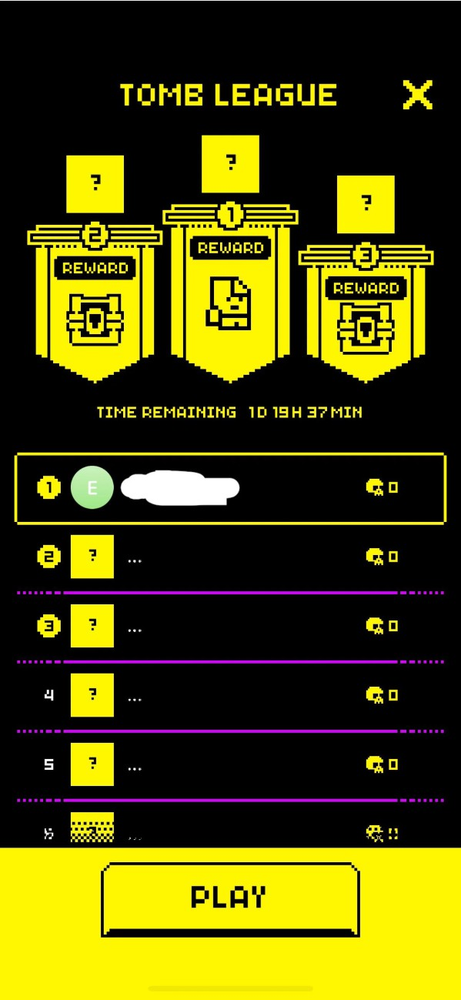 TOMB LEAGUE
?
?
?
1
2
3
REWARD
REWARD
REWARD
TIME REMAINING 1D 19H 37MIN
1 E 0
2 ? ... 0
3 ? ... 0
4 ? ... 0
5 ? ... 0
? ...
PLAY